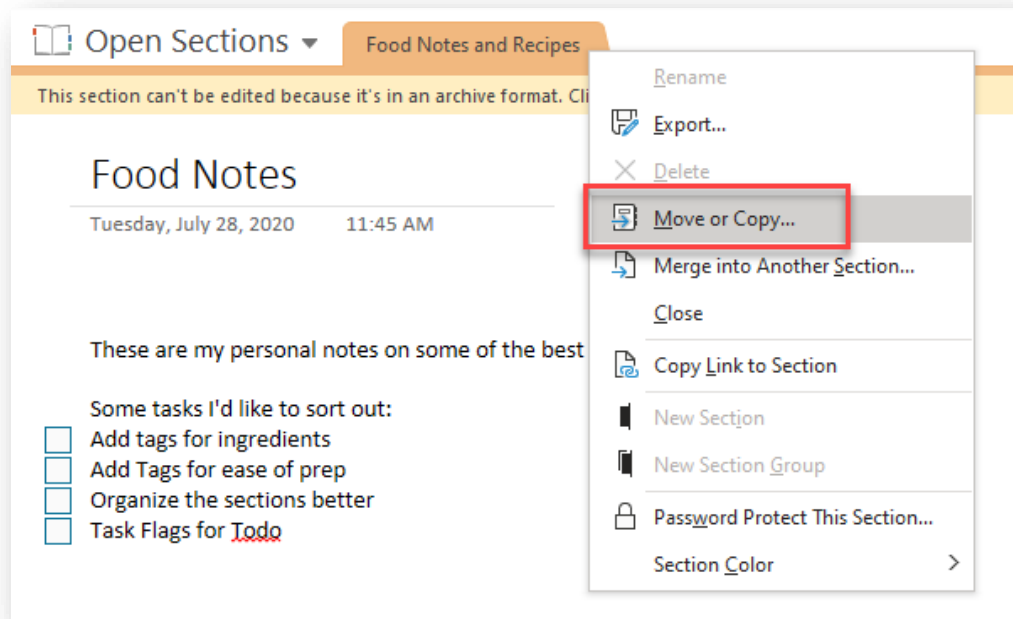 Open Sections
Food Notes and Recipes
This section can't be edited because it's in an archive format. Cli
Food Notes
Tuesday, July 28, 2020 11:45 AM
These are my personal notes on some of the best
Some tasks I'd like to sort out:
Add tags for ingredients
Add Tags for ease of prep
Organize the sections better
Task Flags for Todo
Rename
Export...
Delete
Move or Copy...
Merge into Another Section...
Close
Copy Link to Section
New Section
New Section Group
Password Protect This Section...
Section Color